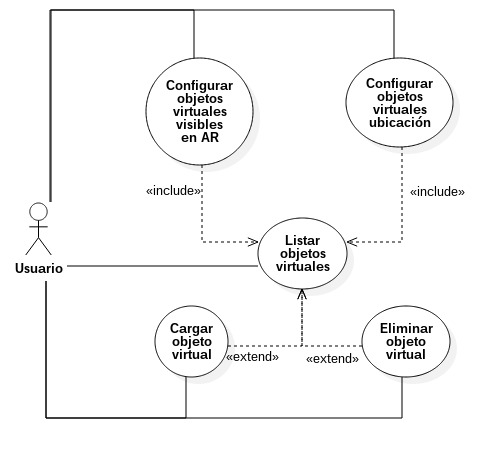 Configurar
objetos
virtuales
visibles
en AR
Configurar
objetos
virtuales
ubicación
«include»
«include»
Usuario
Listar
objetos
virtuales
Cargar
objeto
virtual
Eliminar
objeto
virtual
«extend»
«extend»